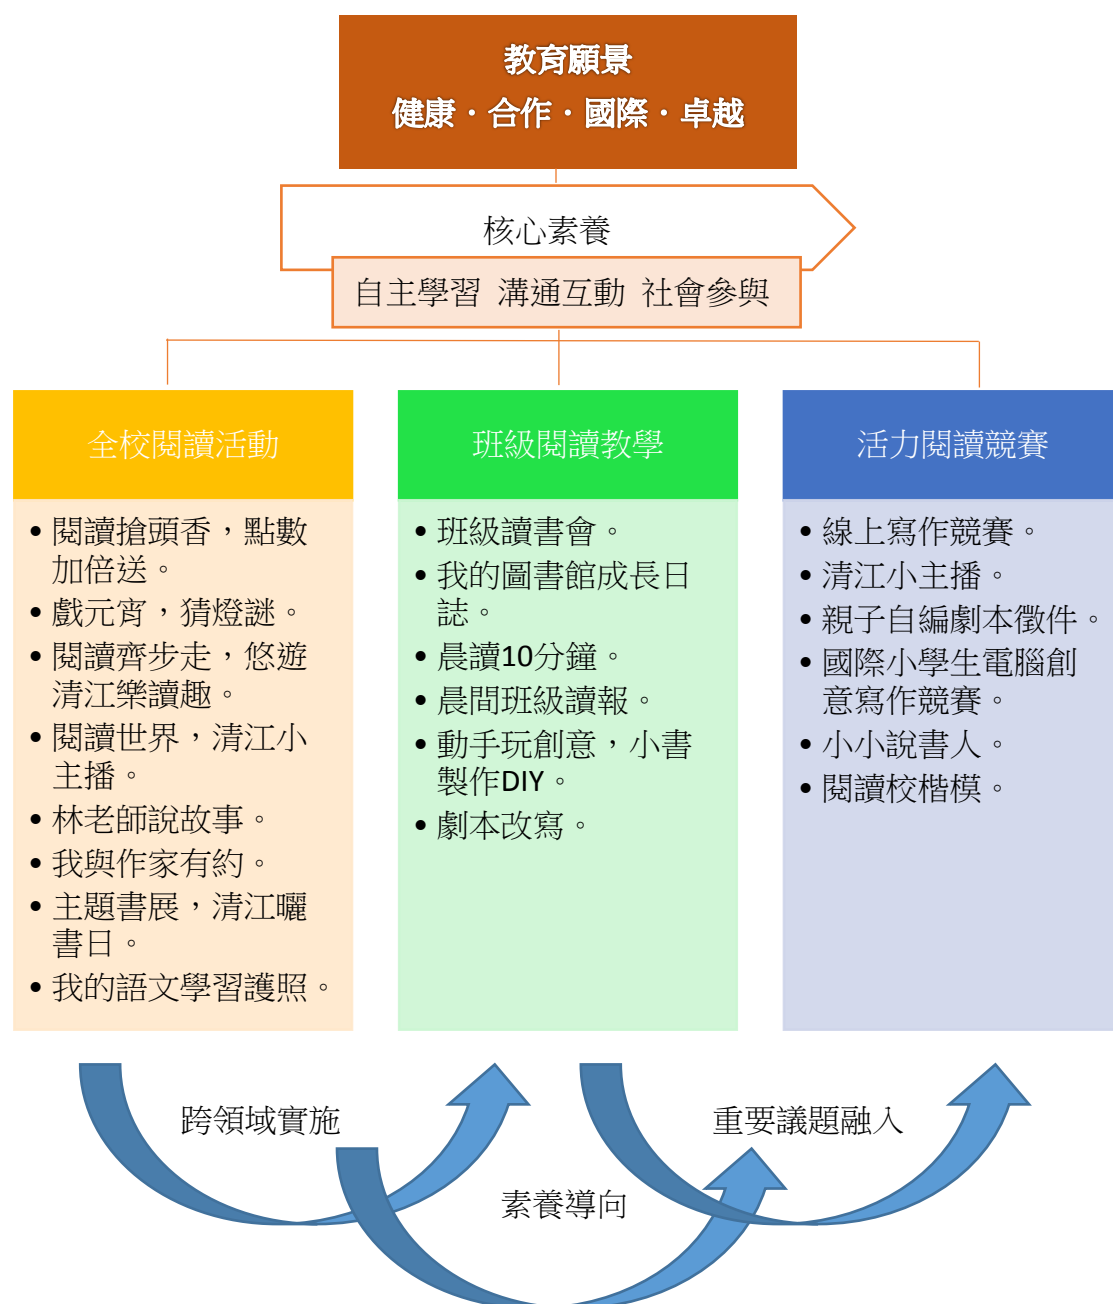 教育願景
健康．合作．國際．卓越
核心素養
自主學習 溝通互動 社會參與
全校閱讀活動
• 閱讀搶頭香，點數
加倍送。
• 戲元宵，猜燈謎。
• 閱讀齊步走，悠遊
清江樂讀趣。
• 閱讀世界，清江小
主播。
• 林老師說故事。
• 我與作家有約。
• 主題書展，清江曬
書日。
• 我的語文學習護照。
班級閱讀教學
• 班級讀書會。
• 我的圖書館成長日
誌。
• 晨讀10分鐘。
• 晨間班級讀報。
• 動手玩創意，小書
製作DIY。
• 劇本改寫。
活力閱讀競賽
• 線上寫作競賽。
• 清江小主播。
• 親子自編劇本徵件。
• 國際小學生電腦創
意寫作競賽。
• 小小說書人。
• 閱讀校楷模。
跨領域實施
重要議題融入
素養導向